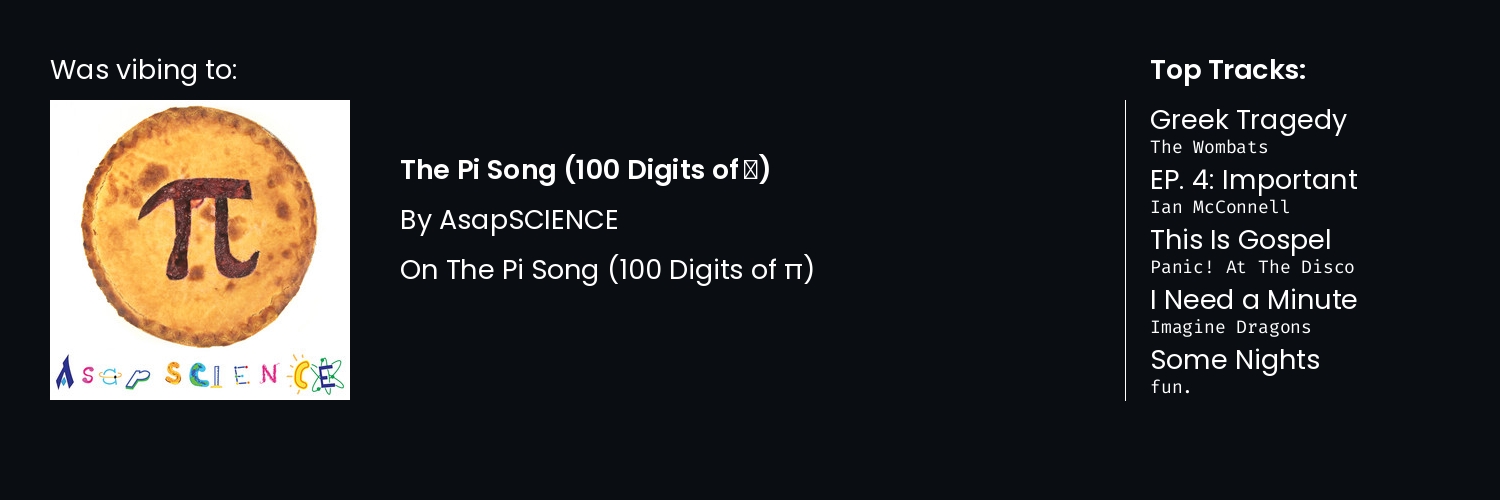 Was vibing to:
π
Asap SCIENCE
The Pi Song (100 Digits of )
By AsapSCIENCE
On The Pi Song (100 Digits of π)
Top Tracks:
Greek Tragedy
The Wombats
EP. 4: Important
Ian McConnell
This Is Gospel
Panic! At The Disco
I Need a Minute
Imagine Dragons
Some Nights
fun.